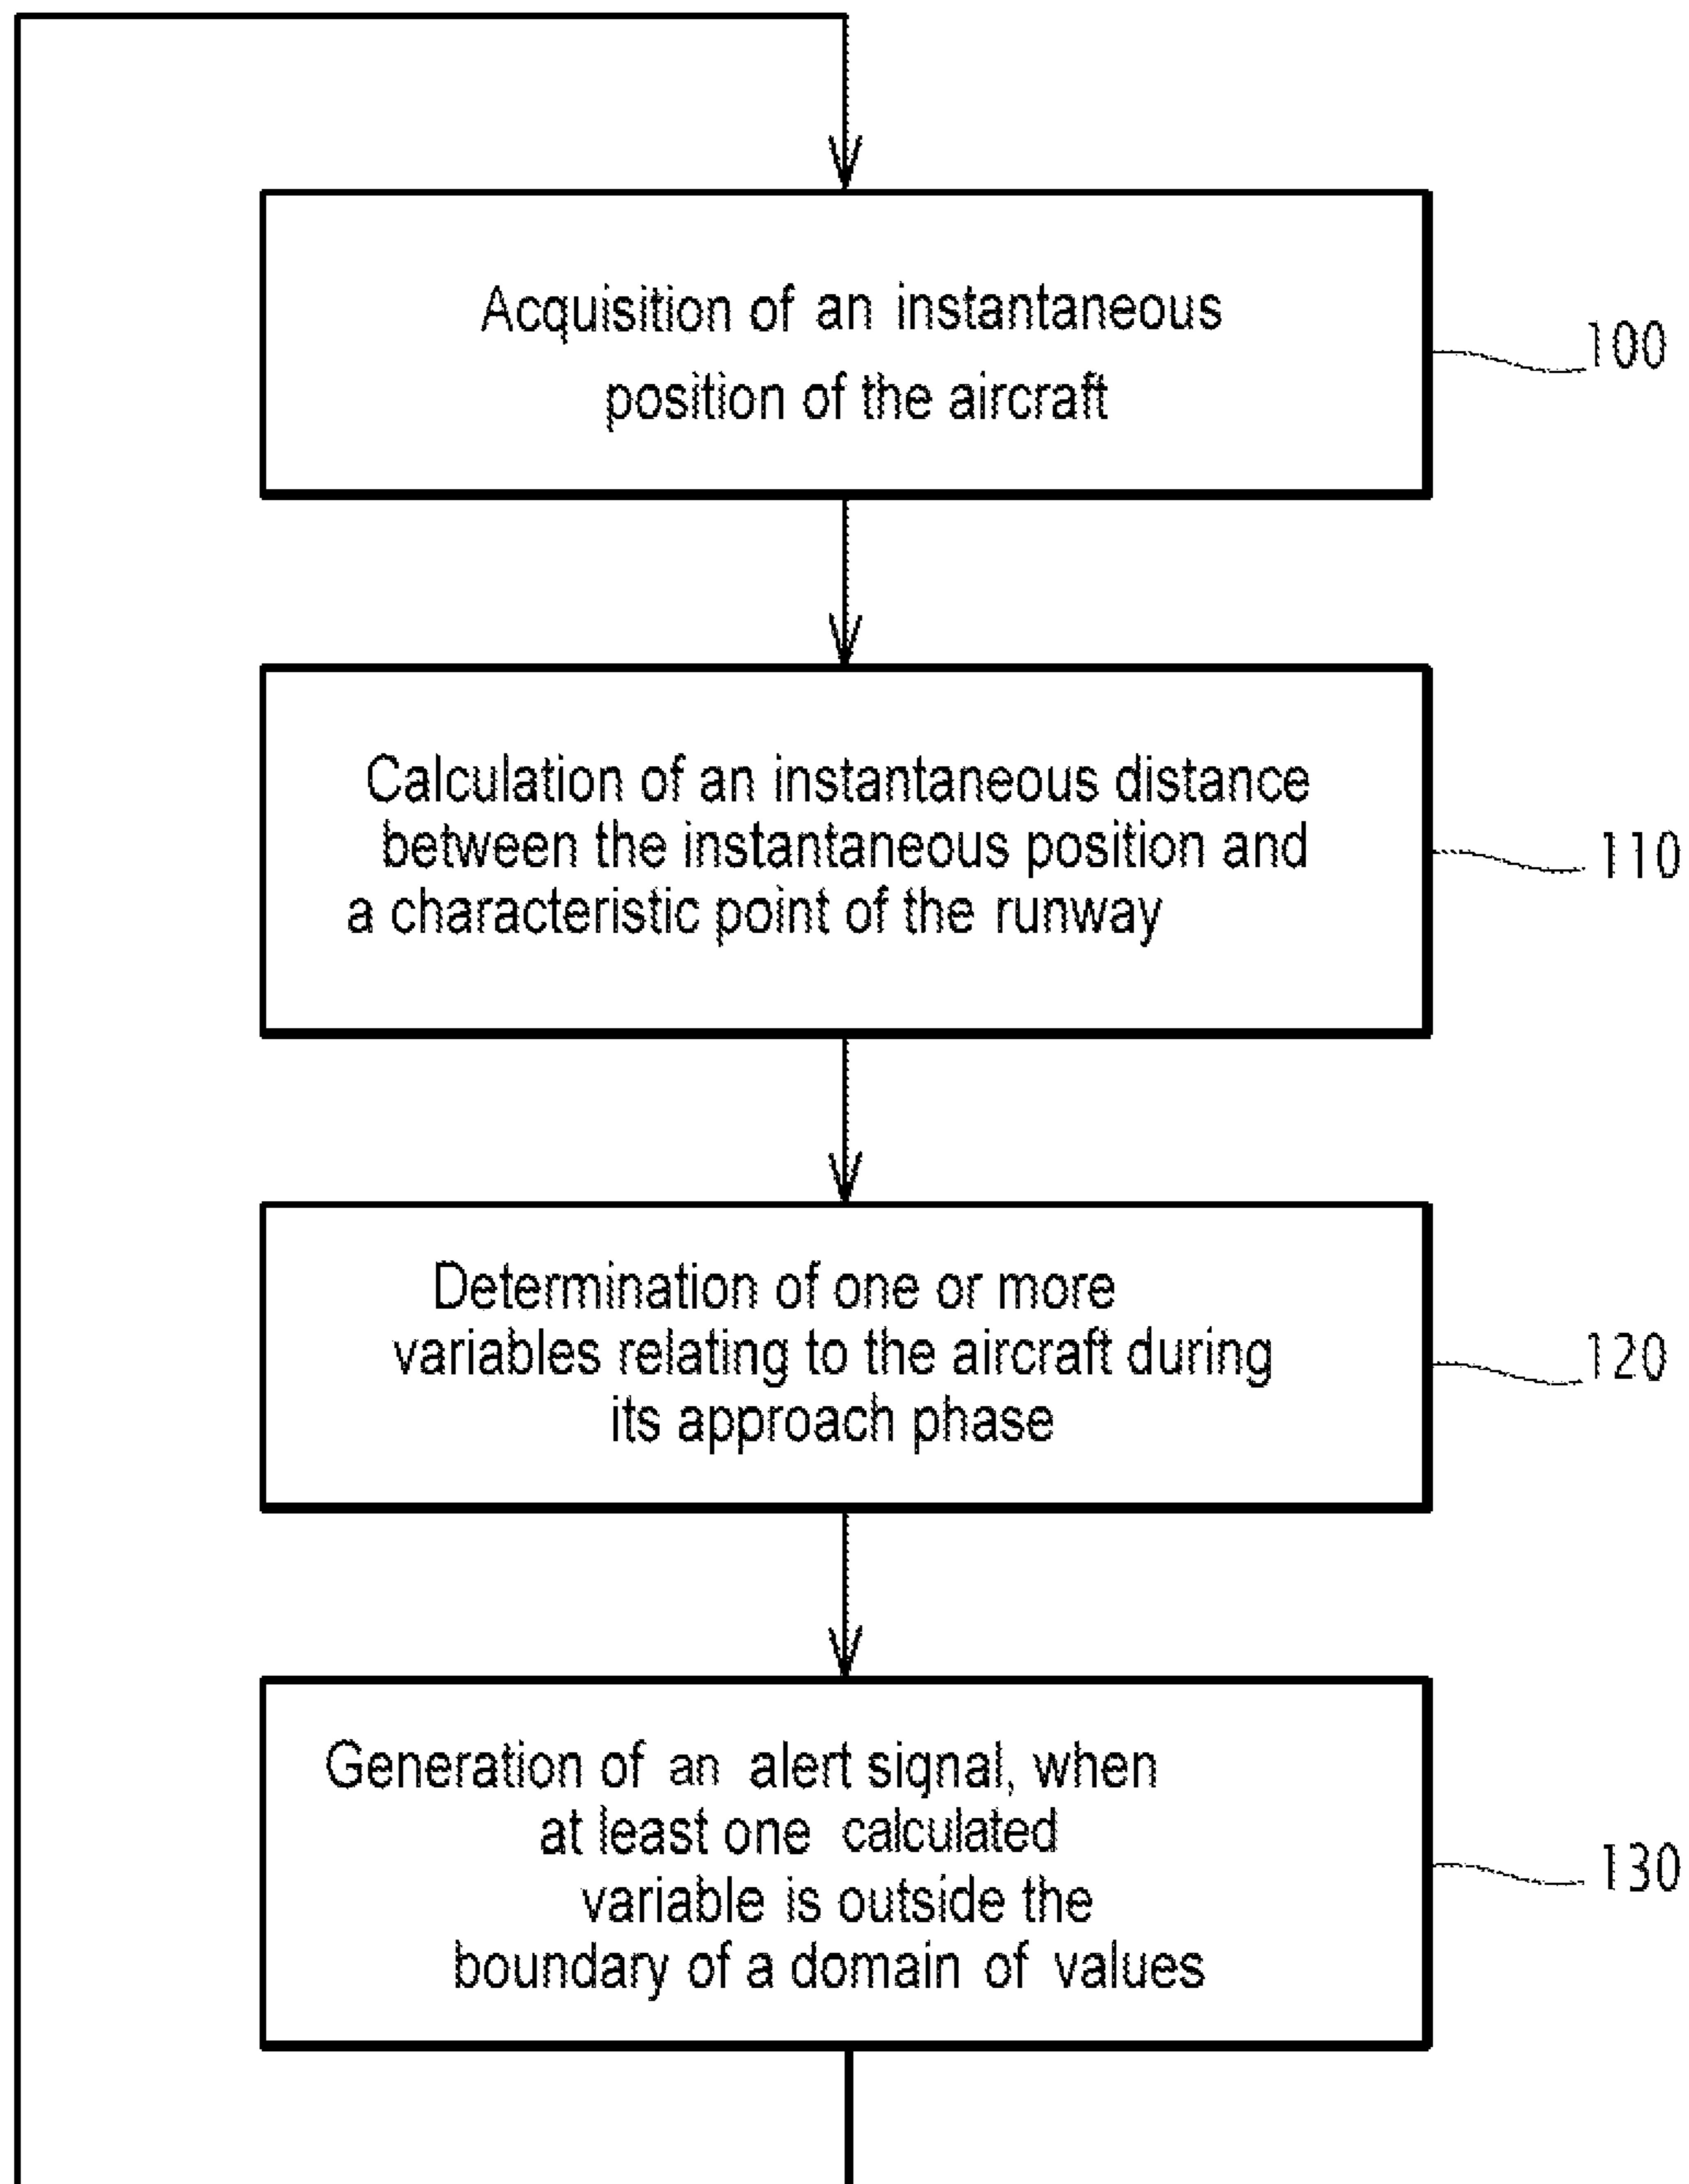 Acquisition of an instantaneous
position of the aircraft
100
Calculation of an instantaneous distance
between the instantaneous position and
a characteristic point of the runway
110
Determination of one or more
variables relating to the aircraft during
its approach phase
120
Generation of an alert signal, when
at least one calculated
variable is outside the
boundary of a domain of values
130